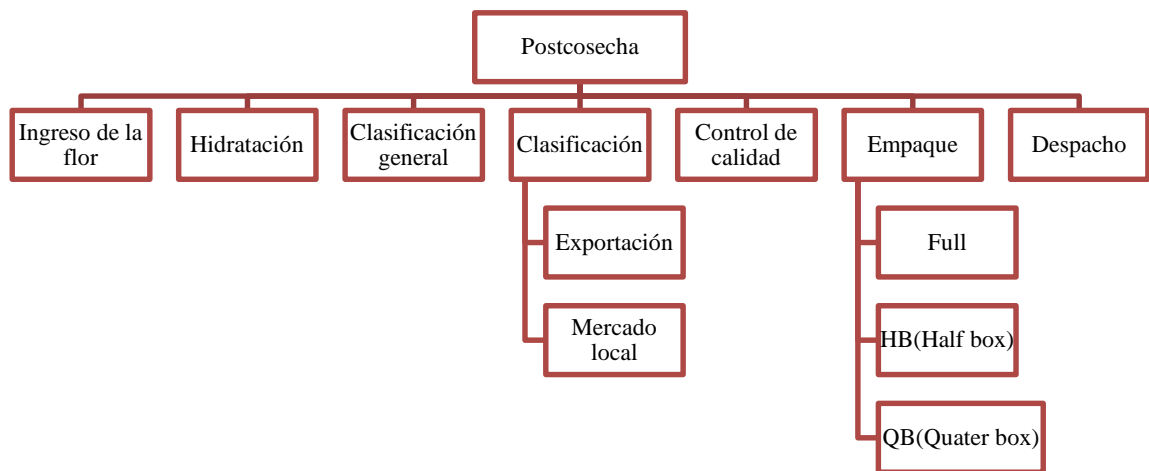 Postcosecha
Ingreso de la
flor
Hidratación
Clasificación
general
Clasificación
Control de
calidad
Empaque
Despacho
Exportación
Mercado
local
Full
HB(Half box)
QB(Quater box)